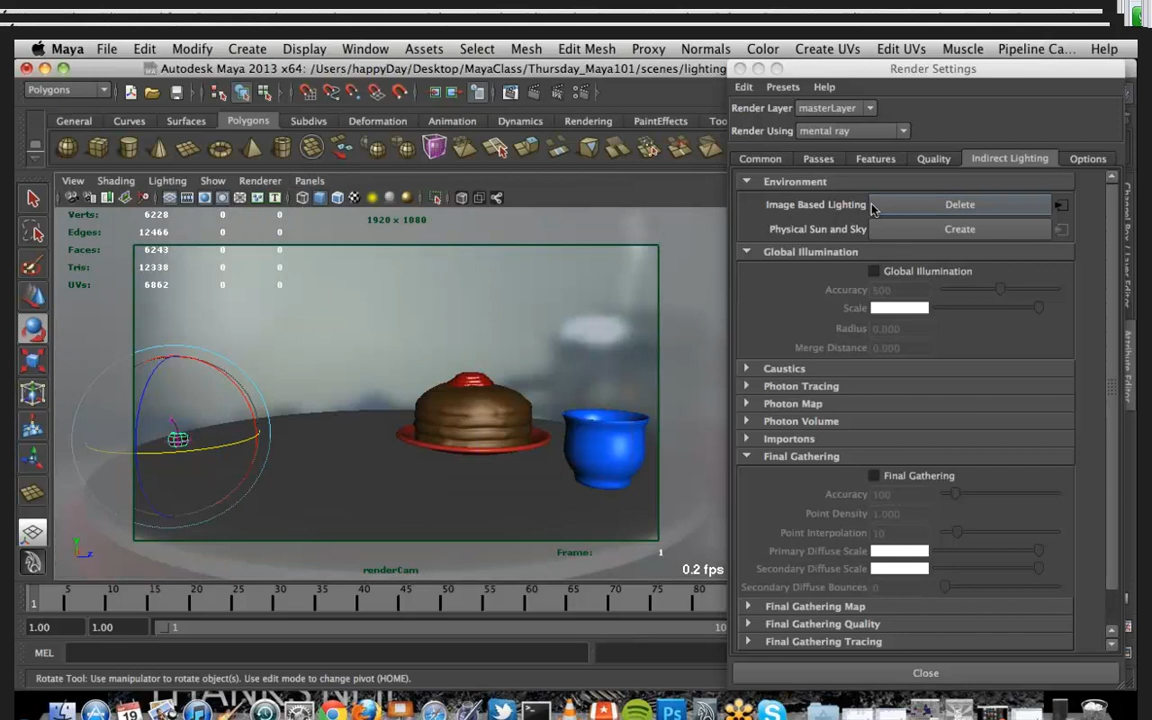 Maya File Edit Modify Create Display Window Assets Select Mesh Edit Mesh Proxy Normals Color Create UVs Edit UVs Muscle Pipeline Ca... Help
Autodesk Maya 2013 x64: /Users/happyDay/Desktop/MayaClass/Thursday_Maya101/scenes/lighting
Render Settings
Edit Presets Help
Polygons
Render Layer masterLayer
General Curves Surfaces Polygons Subdivs Deformation Animation Dynamics Rendering PaintEffects Too
Render Using mental ray
Common Passes Features Quality Indirect Lighting Options
View Shading Lighting Show Renderer Panels
Environment
Image Based Lighting Delete
Physical Sun and Sky Create
Verts: 6228 0 0
Edges: 12466 0 0
Faces: 6243 0 0
Tris: 12338 0 0
UVs: 6862 0 0
1920 x 1080
Global Illumination
Global Illumination
Accuracy 500
Scale
Radius 0.000
Merge Distance 0.000
Caustics
Photon Tracing
Photon Map
Photon Volume
Importons
Final Gathering
Final Gathering
Accuracy 100
Point Density 1.000
Point Interpolation 10
Primary Diffuse Scale
Secondary Diffuse Scale
Secondary Diffuse Bounces 0
Final Gathering Map
Final Gathering Quality
Final Gathering Tracing
Close
Channel Box / Layer Editor
Attribute Editor
Frame: 1
renderCam
0.2 fps
5 10 15 20 25 30 35 40 45 50 55 60 65 70 75 80
1
1.00 1.00 1 10
MEL
Rotate Tool: Use manipulator to rotate object(s). Use edit mode to change pivot (HOME).
19